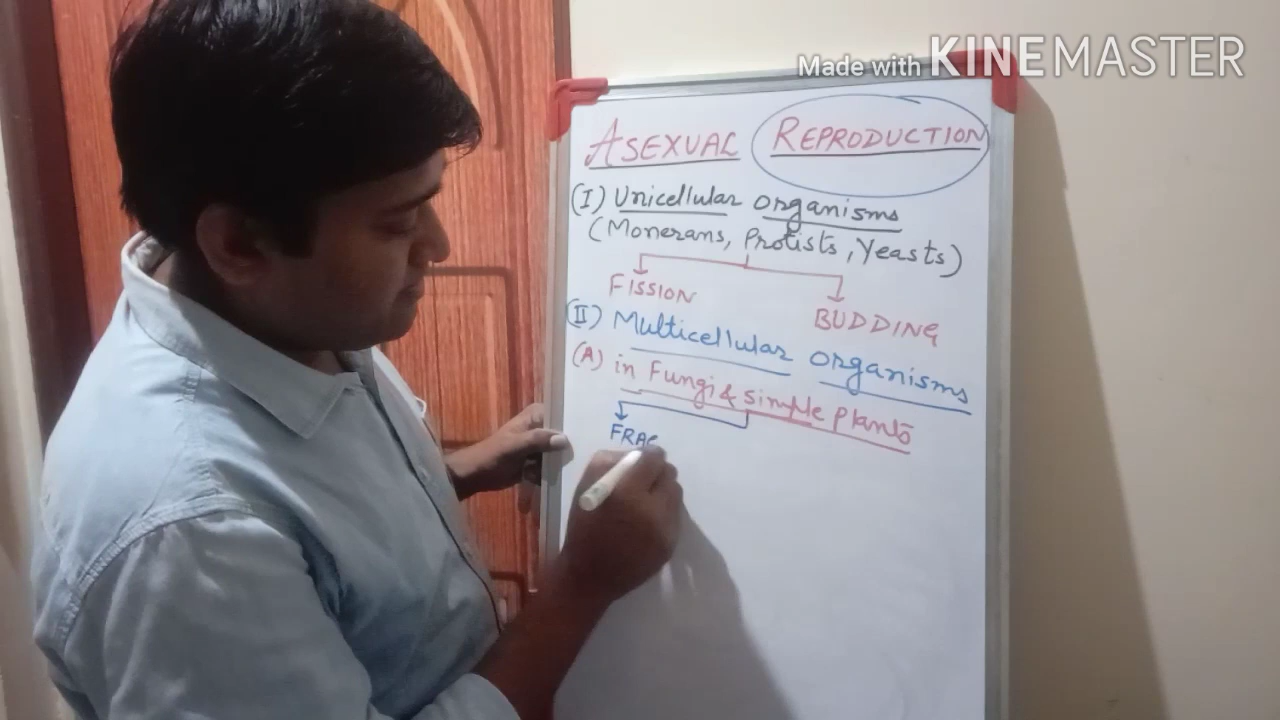 Made with KINEMASTER
ASEXUAL REPRODUCTION
(I) Unicellular organisms
(Monerans, Protists, Yeasts)
FISSION
BUDDING
(II) Multicellular organisms
(A) in Fungi & simple plants
FRAG